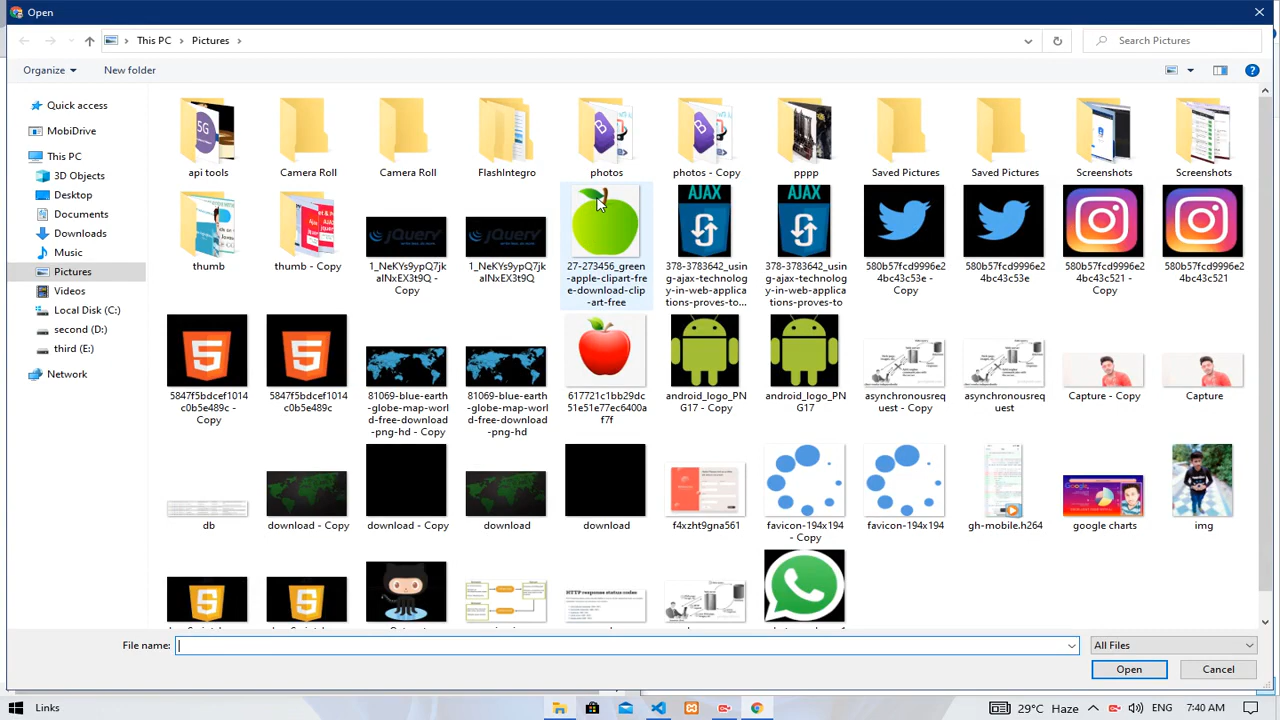 Open
This PC
Pictures
Search Pictures
Organize
New folder
Quick access
MobiDrive
This PC
3D Objects
Desktop
Documents
Downloads
Music
Pictures
Videos
Local Disk (C:)
second (D:)
third (E:)
Network
api tools
Camera Roll
Camera Roll
FlashIntegro
photos
photos - Copy
pppp
Saved Pictures
Saved Pictures
Screenshots
Screenshots
thumb
thumb - Copy
1_NeKYs9ypQ7jk
alNxEX3t9Q -
Copy
1_NeKYs9ypQ7jk
alNxEX3t9Q
27-273456_green
-apple-clipart-fre
e-download-clip
-art-free
AJAX
378-3783642_usin
g-ajax-technolog
y-in-web-applica
tions-proves-to...
AJAX
378-3783642_usin
g-ajax-technolog
y-in-web-applica
tions-proves-to
580b57fcd9996e2
4bc43c53e -
Copy
580b57fcd9996e2
4bc43c53e
580b57fcd9996e2
4bc43c521 -
Copy
580b57fcd9996e2
4bc43c521
5847f5bdcef1014
c0b5e489c -
Copy
5847f5bdcef1014
c0b5e489c
81069-blue-earth
-globe-map-worl
d-free-download
-png-hd - Copy
81069-blue-earth
-globe-map-worl
d-free-download
-png-hd
617721c1bb29dc
51e51e77ec6400a
f7f
android_logo_PN
G17 - Copy
android_logo_PN
G17
asynchronousreq
uest - Copy
asynchronousreq
uest
Capture - Copy
Capture
db
download - Copy
download - Copy
download
download
f4xzht9gna561
favicon-194x194
- Copy
favicon-194x194
gh-mobile.h264
google charts
img
HTTP response status codes
File name:
All Files
Open
Cancel
Links
29°C Haze
ENG
7:40 AM